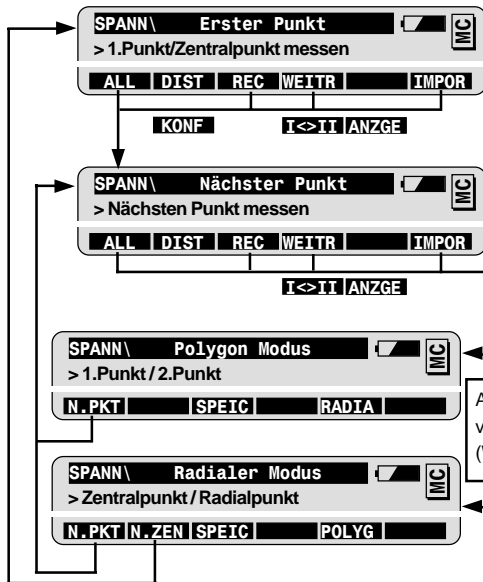 SPANN\ Erster Punkt MC
> 1.Punkt/Zentralpunkt messen
ALL DIST REC WEITR IMPOR
KONF I<>II ANZGE
SPANN\ Nächster Punkt MC
> Nächsten Punkt messen
ALL DIST REC WEITR IMPOR
I<>II ANZGE
SPANN\ Polygon Modus MC
> 1.Punkt / 2.Punkt
N.PKT SPEIC RADIA
SPANN\ Radialer Modus MC
> Zentralpunkt / Radialpunkt
N.PKT N.ZEN SPEIC POLYG